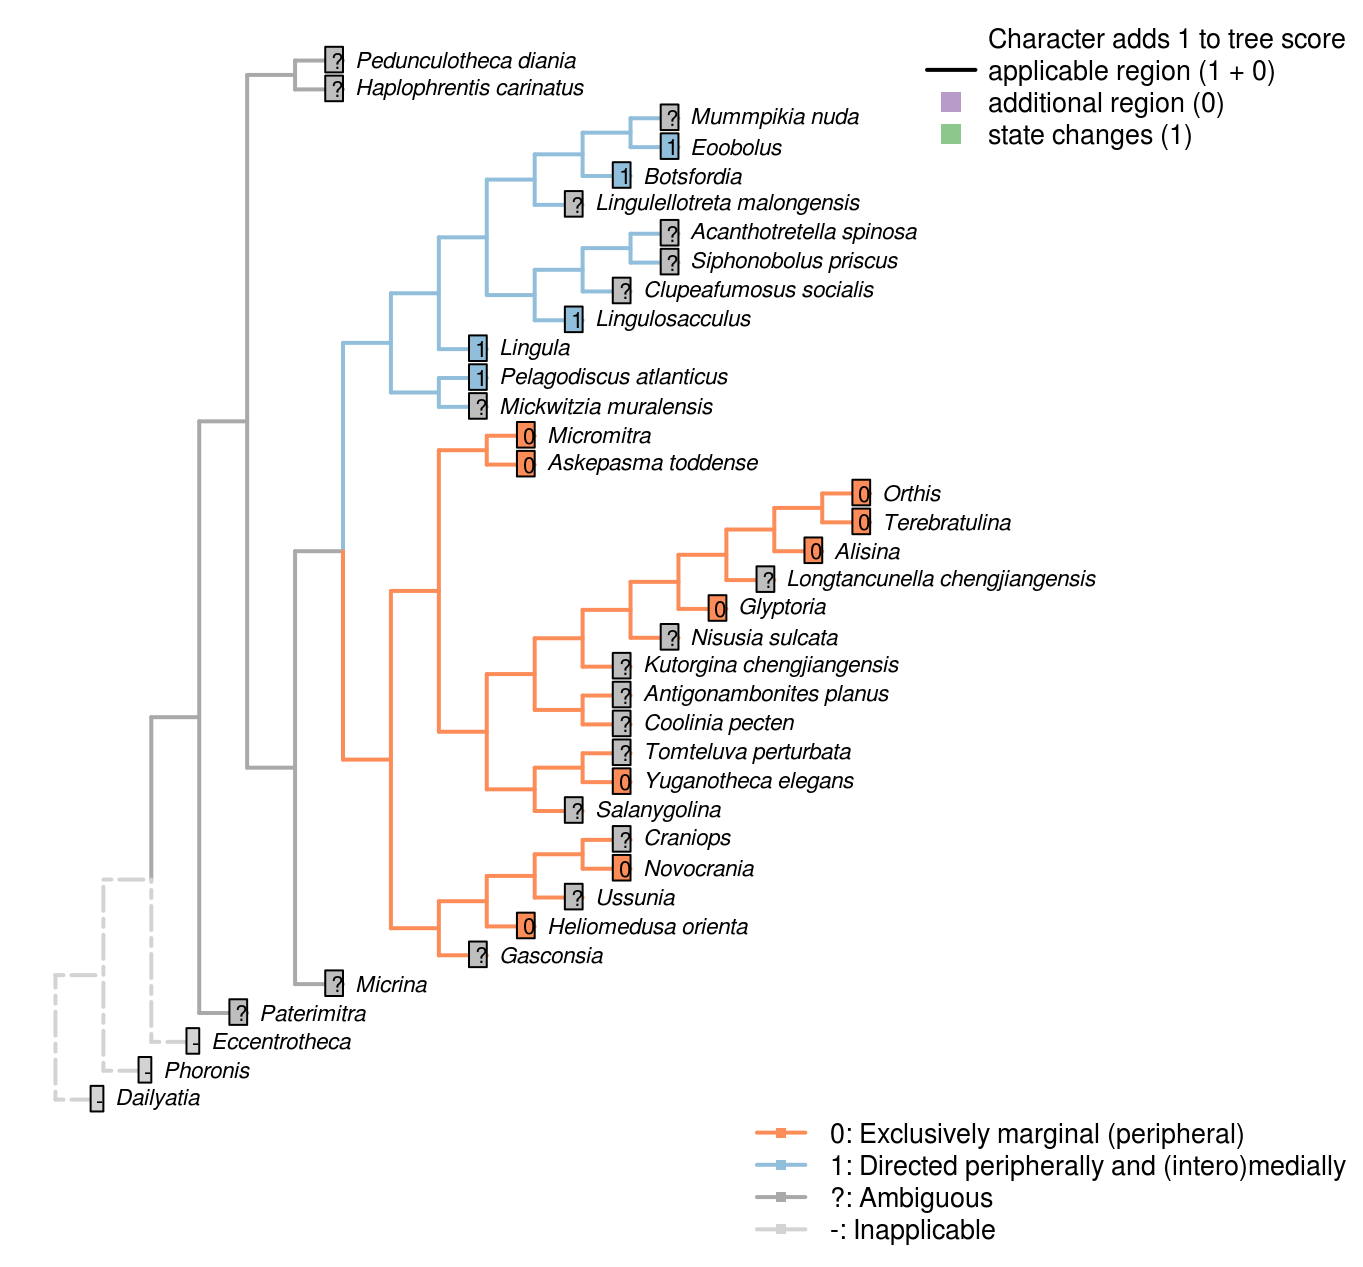 Character adds 1 to tree score
applicable region (1 + 0)
additional region (0)
state changes (1)
? Pedunculotheca diania
? Haplophrentis carinatus
? Mummpikia nuda
1 Eoobolus
1 Botsfordia
? Lingulellotreta malongensis
? Acanthotretella spinosa
? Siphonobolus priscus
? Clupeafumosus socialis
1 Lingulosacculus
1 Lingula
1 Pelagodiscus atlanticus
? Mickwitzia muralensis
0 Micromitra
0 Askepasma toddense
0 Orthis
0 Terebratulina
0 Alisina
? Longtancunella chengjiangensis
0 Glyptoria
? Nisusia sulcata
? Kutorgina chengjiangensis
? Antigonambonites planus
? Coolinia pecten
? Tomteluva perturbata
0 Yuganotheca elegans
? Salanygolina
? Craniops
0 Novocrania
? Ussunia
0 Heliomedusa orienta
? Gasconsia
? Micrina
? Paterimitra
- Eccentrotheca
- Phoronis
- Dailyatia
0: Exclusively marginal (peripheral)
1: Directed peripherally and (intero)medially
?: Ambiguous
-: Inapplicable